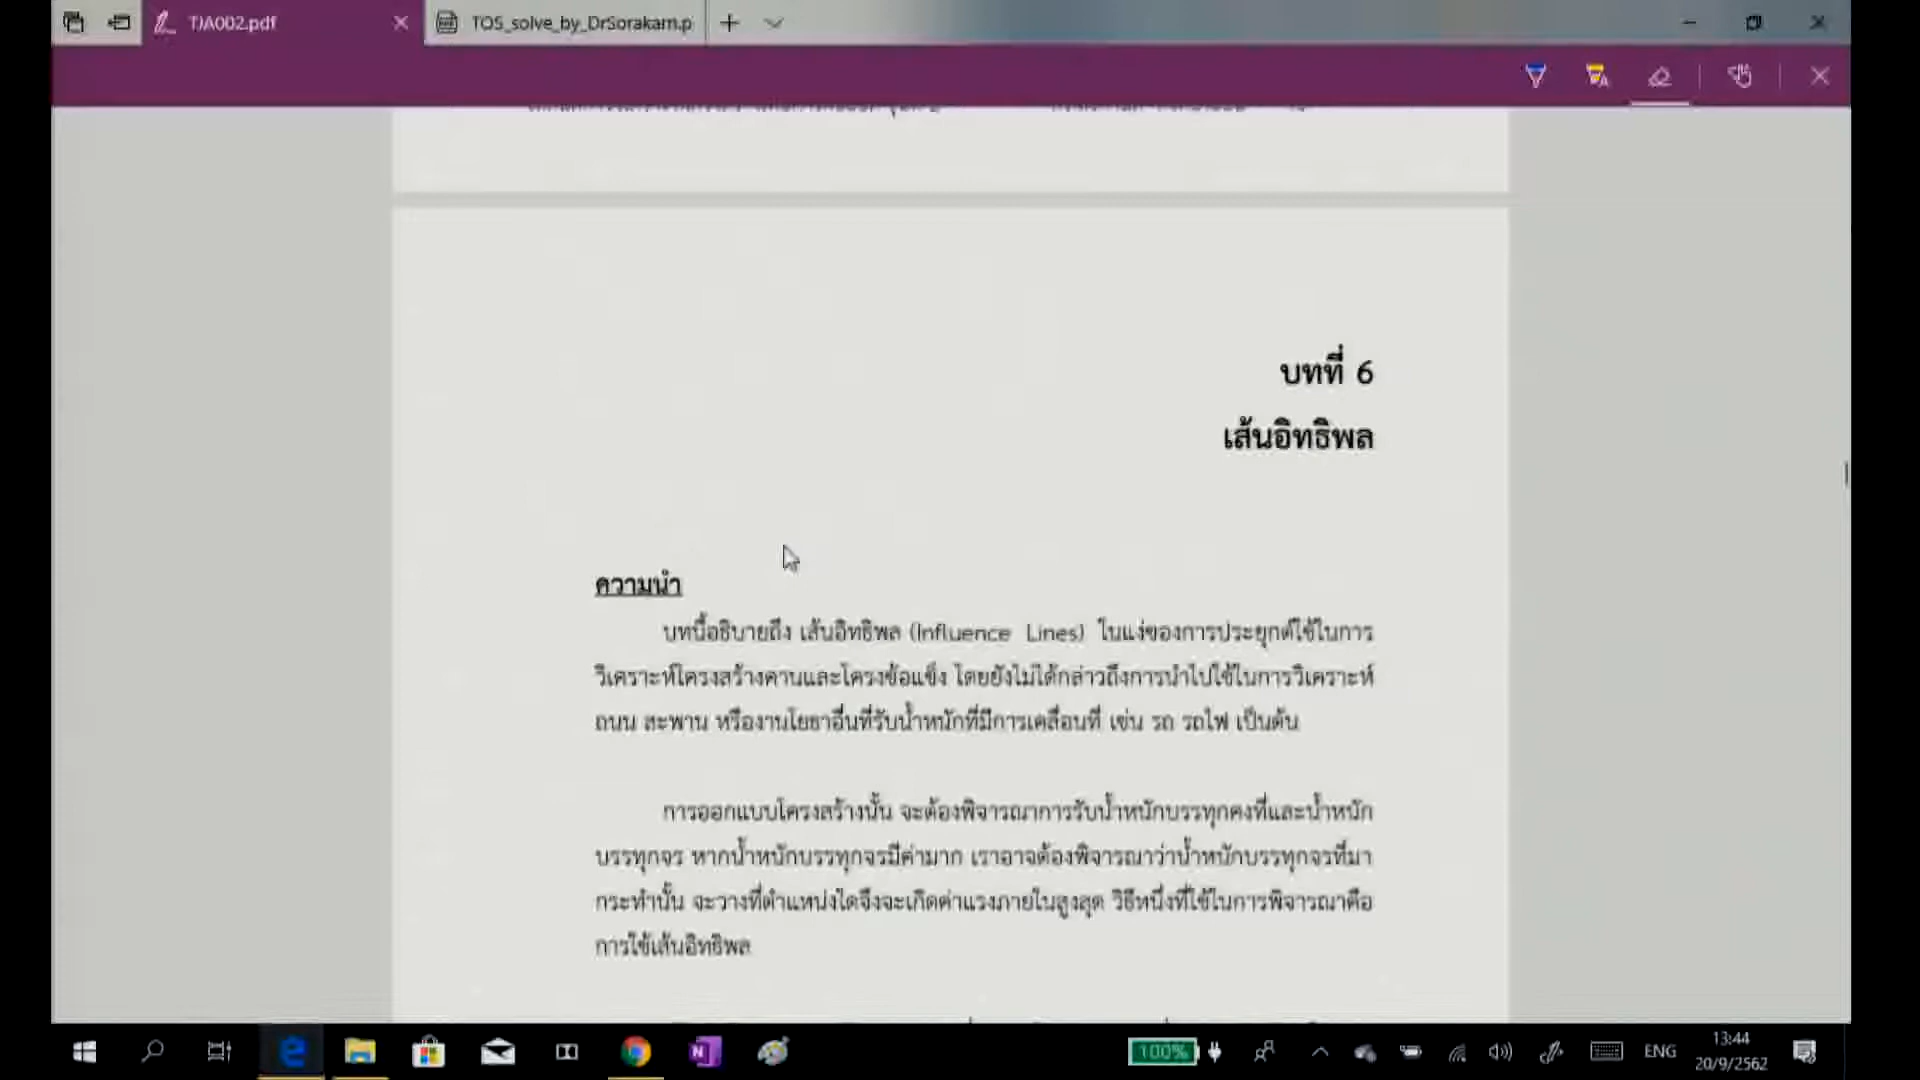 TJA002.pdf
TOS_solve_by_DrSorakam.p
บทที่ 6
เส้นอิทธิพล
ความนำ
บทนี้อธิบายถึง เส้นอิทธิพล (Influence Lines) ในแง่ของการประยุกต์ใช้ในการ
วิเคราะห์โครงสร้างคานและโครงข้อแข็ง โดยยังไม่ได้กล่าวถึงการนำไปใช้ในการวิเคราะห์
ถนน สะพาน หรืองานโยธาอื่นที่รับน้ำหนักที่มีการเคลื่อนที่ เช่น รถ รถไฟ เป็นต้น
การออกแบบโครงสร้างนั้น จะต้องพิจารณาการรับน้ำหนักบรรทุกคงที่และน้ำหนัก
บรรทุกจร หากน้ำหนักบรรทุกจรมีค่ามาก เราอาจต้องพิจารณาว่าน้ำหนักบรรทุกจรที่มา
กระทำนั้น จะวางที่ตำแหน่งใดจึงจะเกิดค่าแรงภายในสูงสุด วิธีหนึ่งที่ใช้ในการพิจารณาคือ
การใช้เส้นอิทธิพล
100%
ENG
13:44
20/9/2562